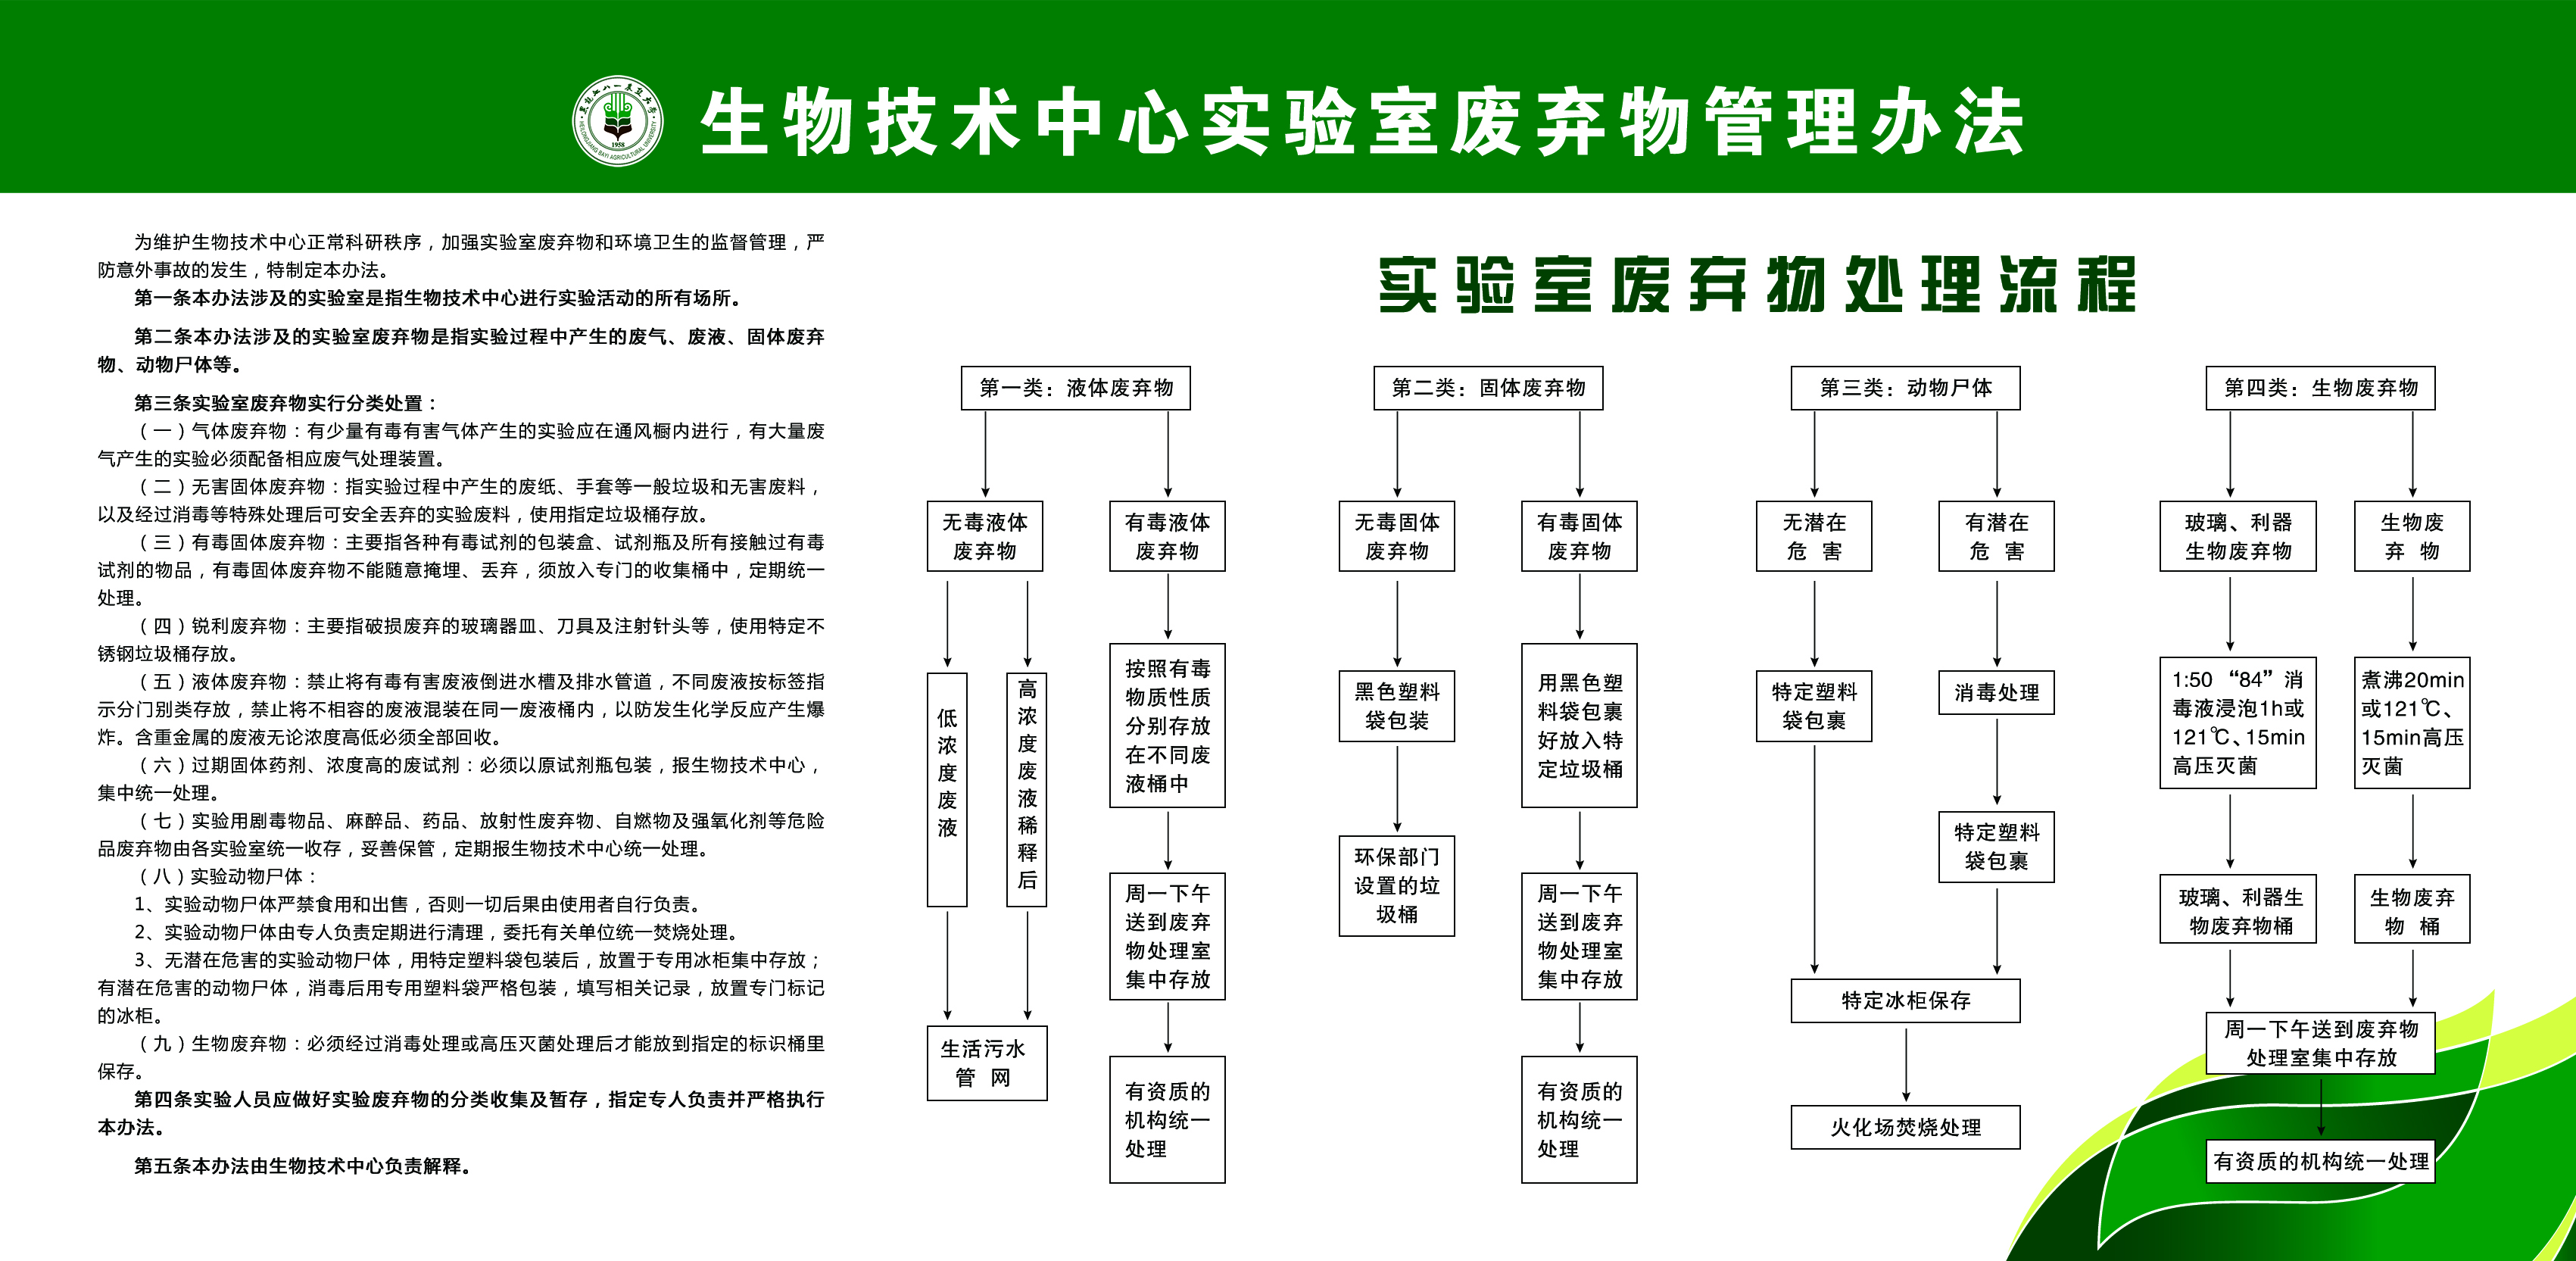 黑龙江八一农垦大学
1958
HEILONGJIANG BAYI AGRICULTURAL UNIVERSITY
生物技术中心实验室废弃物管理办法
为维护生物技术中心正常科研秩序，加强实验室废弃物和环境卫生的监督管理，严
防意外事故的发生，特制定本办法。
第一条本办法涉及的实验室是指生物技术中心进行实验活动的所有场所。
第二条本办法涉及的实验室废弃物是指实验过程中产生的废气、废液、固体废弃
物、动物尸体等。
第三条实验室废弃物实行分类处置：
（一）气体废弃物：有少量有毒有害气体产生的实验应在通风橱内进行，有大量废
气产生的实验必须配备相应废气处理装置。
（二）无害固体废弃物：指实验过程中产生的废纸、手套等一般垃圾和无害废料，
以及经过消毒等特殊处理后可安全丢弃的实验废料，使用指定垃圾桶存放。
（三）有毒固体废弃物：主要指各种有毒试剂的包装盒、试剂瓶及所有接触过有毒
试剂的物品，有毒固体废弃物不能随意掩埋、丢弃，须放入专门的收集桶中，定期统一
处理。
（四）锐利废弃物：主要指破损废弃的玻璃器皿、刀具及注射针头等，使用特定不
锈钢垃圾桶存放。
（五）液体废弃物：禁止将有毒有害废液倒进水槽及排水管道，不同废液按标签指
示分门别类存放，禁止将不相容的废液混装在同一废液桶内，以防发生化学反应产生爆
炸。含重金属的废液无论浓度高低必须全部回收。
（六）过期固体药剂、浓度高的废试剂：必须以原试剂瓶包装，报生物技术中心，
集中统一处理。
（七）实验用剧毒物品、麻醉品、药品、放射性废弃物、自燃物及强氧化剂等危险
品废弃物由各实验室统一收存，妥善保管，定期报生物技术中心统一处理。
（八）实验动物尸体：
1、实验动物尸体严禁食用和出售，否则一切后果由使用者自行负责。
2、实验动物尸体由专人负责定期进行清理，委托有关单位统一焚烧处理。
3、无潜在危害的实验动物尸体，用特定塑料袋包装后，放置于专用冰柜集中存放；
有潜在危害的动物尸体，消毒后用专用塑料袋严格包装，填写相关记录，放置专门标记
的冰柜。
（九）生物废弃物：必须经过消毒处理或高压灭菌处理后才能放到指定的标识桶里
保存。
第四条实验人员应做好实验废弃物的分类收集及暂存，指定专人负责并严格执行
本办法。
第五条本办法由生物技术中心负责解释。
实验室废弃物处理流程
第一类：液体废弃物
无毒液体
废弃物
低浓度废液
高浓度废液稀释后
生活污水
管 网
有毒液体
废弃物
按照有毒
物质性质
分别存放
在不同废
液桶中
周一下午
送到废弃
物处理室
集中存放
有资质的
机构统一
处理
第二类：固体废弃物
无毒固体
废弃物
黑色塑料
袋包装
环保部门
设置的垃
圾桶
有毒固体
废弃物
用黑色塑
料袋包裹
好放入特
定垃圾桶
周一下午
送到废弃
物处理室
集中存放
有资质的
机构统一
处理
第三类：动物尸体
无潜在
危 害
特定塑料
袋包裹
有潜在
危 害
消毒处理
特定塑料
袋包裹
特定冰柜保存
火化场焚烧处理
第四类：生物废弃物
玻璃、利器
生物废弃物
1:50 “84”消
毒液浸泡1h或
121℃、15min
高压灭菌
玻璃、利器生
物废弃物桶
生物废
弃 物
煮沸20min
或121℃、
15min高压
灭菌
生物废弃
物 桶
周一下午送到废弃物
处理室集中存放
有资质的机构统一处理